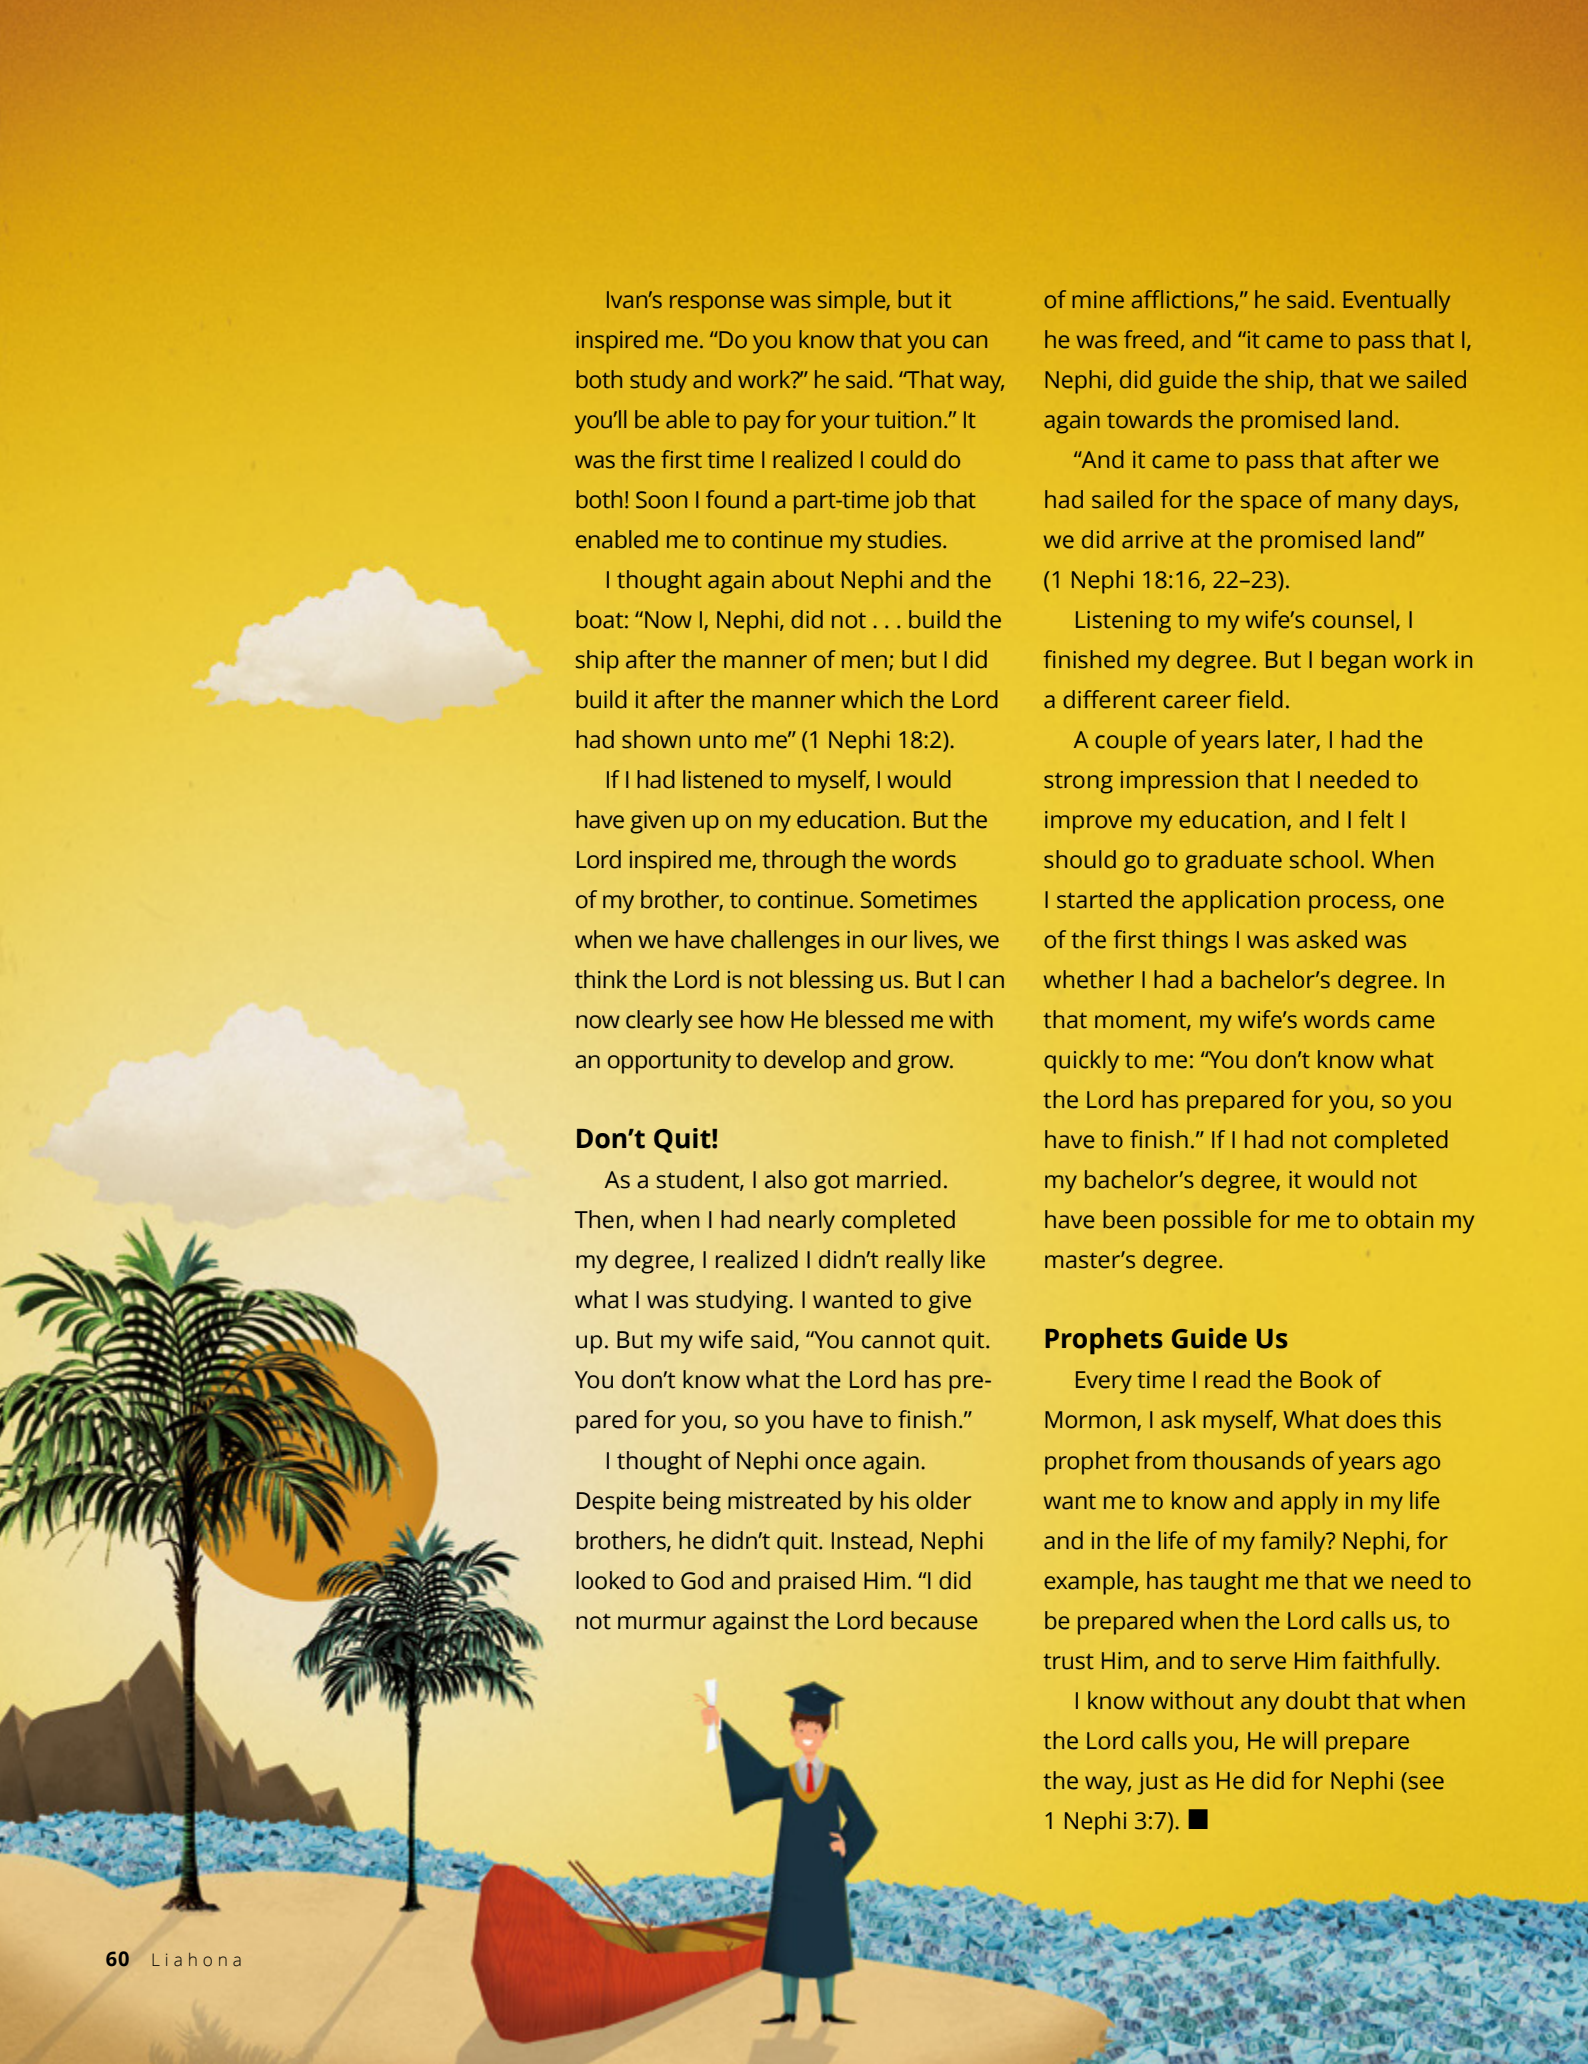 Ivan’s response was simple, but it
inspired me. “Do you know that you can
both study and work?” he said. “That way,
you’ll be able to pay for your tuition.” It
was the first time I realized I could do
both! Soon I found a part-time job that
enabled me to continue my studies.
I thought again about Nephi and the
boat: “Now I, Nephi, did not . . . build the
ship after the manner of men; but I did
build it after the manner which the Lord
had shown unto me” (1 Nephi 18:2).
If I had listened to myself, I would
have given up on my education. But the
Lord inspired me, through the words
of my brother, to continue. Sometimes
when we have challenges in our lives, we
think the Lord is not blessing us. But I can
now clearly see how He blessed me with
an opportunity to develop and grow.
Don’t Quit!
As a student, I also got married.
Then, when I had nearly completed
my degree, I realized I didn’t really like
what I was studying. I wanted to give
up. But my wife said, “You cannot quit.
You don’t know what the Lord has pre-
pared for you, so you have to finish.”
I thought of Nephi once again.
Despite being mistreated by his older
brothers, he didn’t quit. Instead, Nephi
looked to God and praised Him. “I did
not murmur against the Lord because
of mine afflictions,” he said. Eventually
he was freed, and “it came to pass that I,
Nephi, did guide the ship, that we sailed
again towards the promised land.
“And it came to pass that after we
had sailed for the space of many days,
we did arrive at the promised land”
(1 Nephi 18:16, 22–23).
Listening to my wife’s counsel, I
finished my degree. But I began work in
a different career field.
A couple of years later, I had the
strong impression that I needed to
improve my education, and I felt I
should go to graduate school. When
I started the application process, one
of the first things I was asked was
whether I had a bachelor’s degree. In
that moment, my wife’s words came
quickly to me: “You don’t know what
the Lord has prepared for you, so you
have to finish.” If I had not completed
my bachelor’s degree, it would not
have been possible for me to obtain my
master’s degree.
Prophets Guide Us
Every time I read the Book of
Mormon, I ask myself, What does this
prophet from thousands of years ago
want me to know and apply in my life
and in the life of my family? Nephi, for
example, has taught me that we need to
be prepared when the Lord calls us, to
trust Him, and to serve Him faithfully.
I know without any doubt that when
the Lord calls you, He will prepare
the way, just as He did for Nephi (see
1 Nephi 3:7). ■
60 Liahona